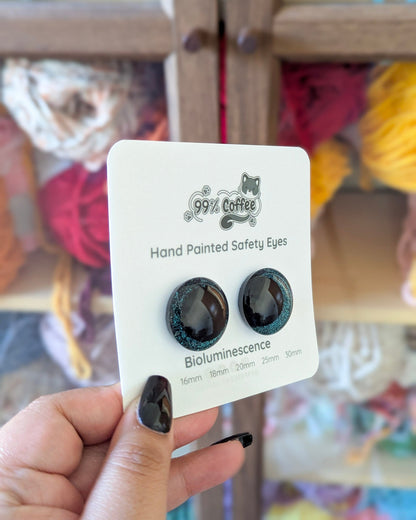 99% Coffee
Hand Painted Safety Eyes
Bioluminescence
16mm 18mm 20mm 25mm 30mm